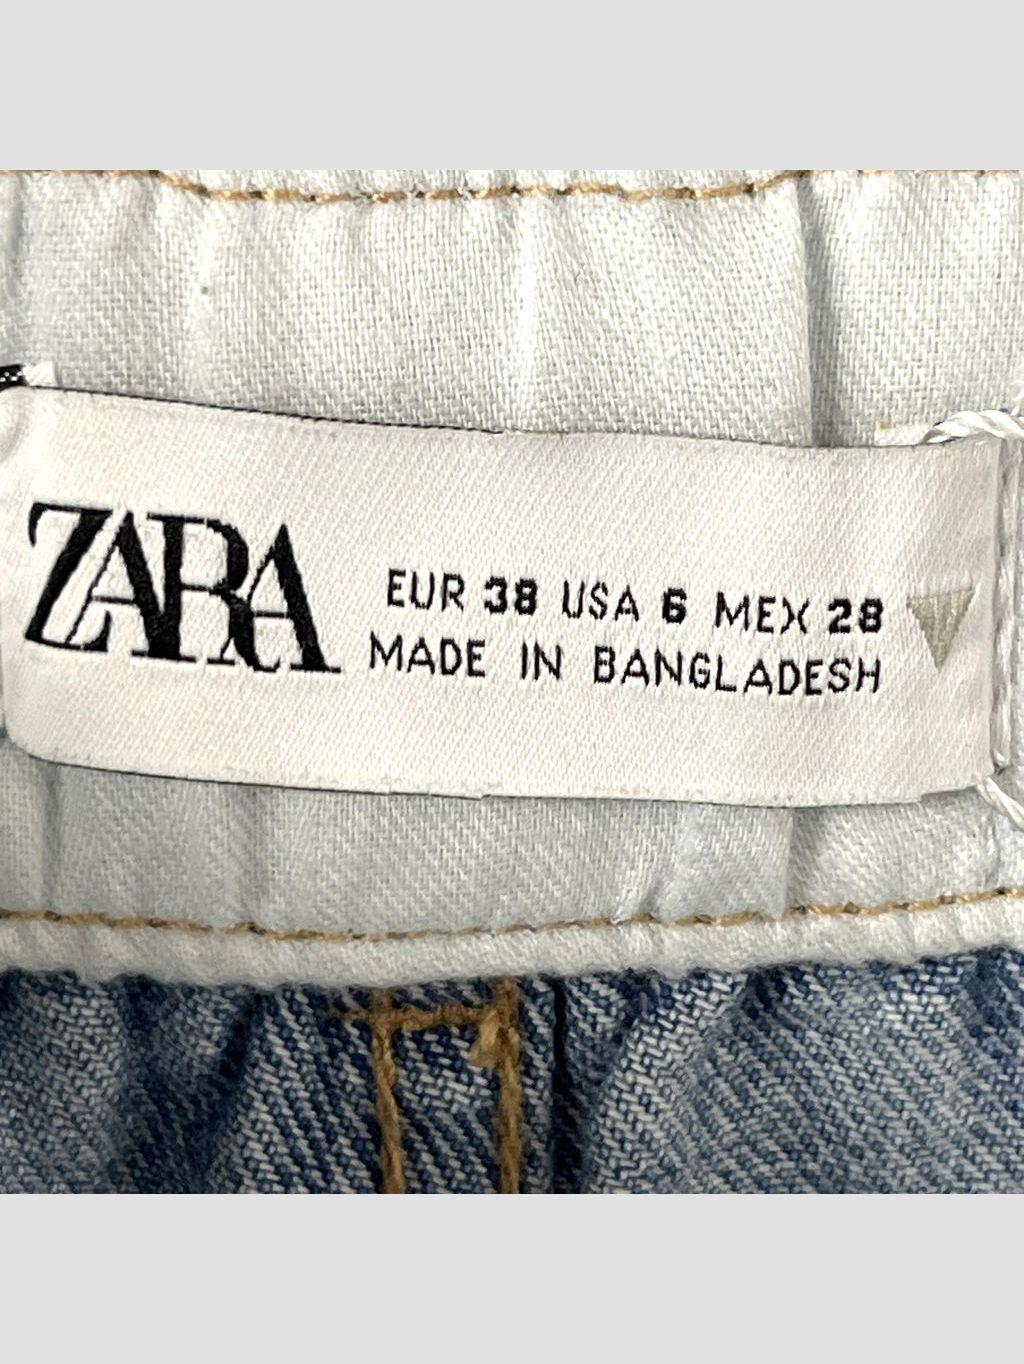 ZARA
EUR 38 USA 6 MEX 28
MADE IN BANGLADESH